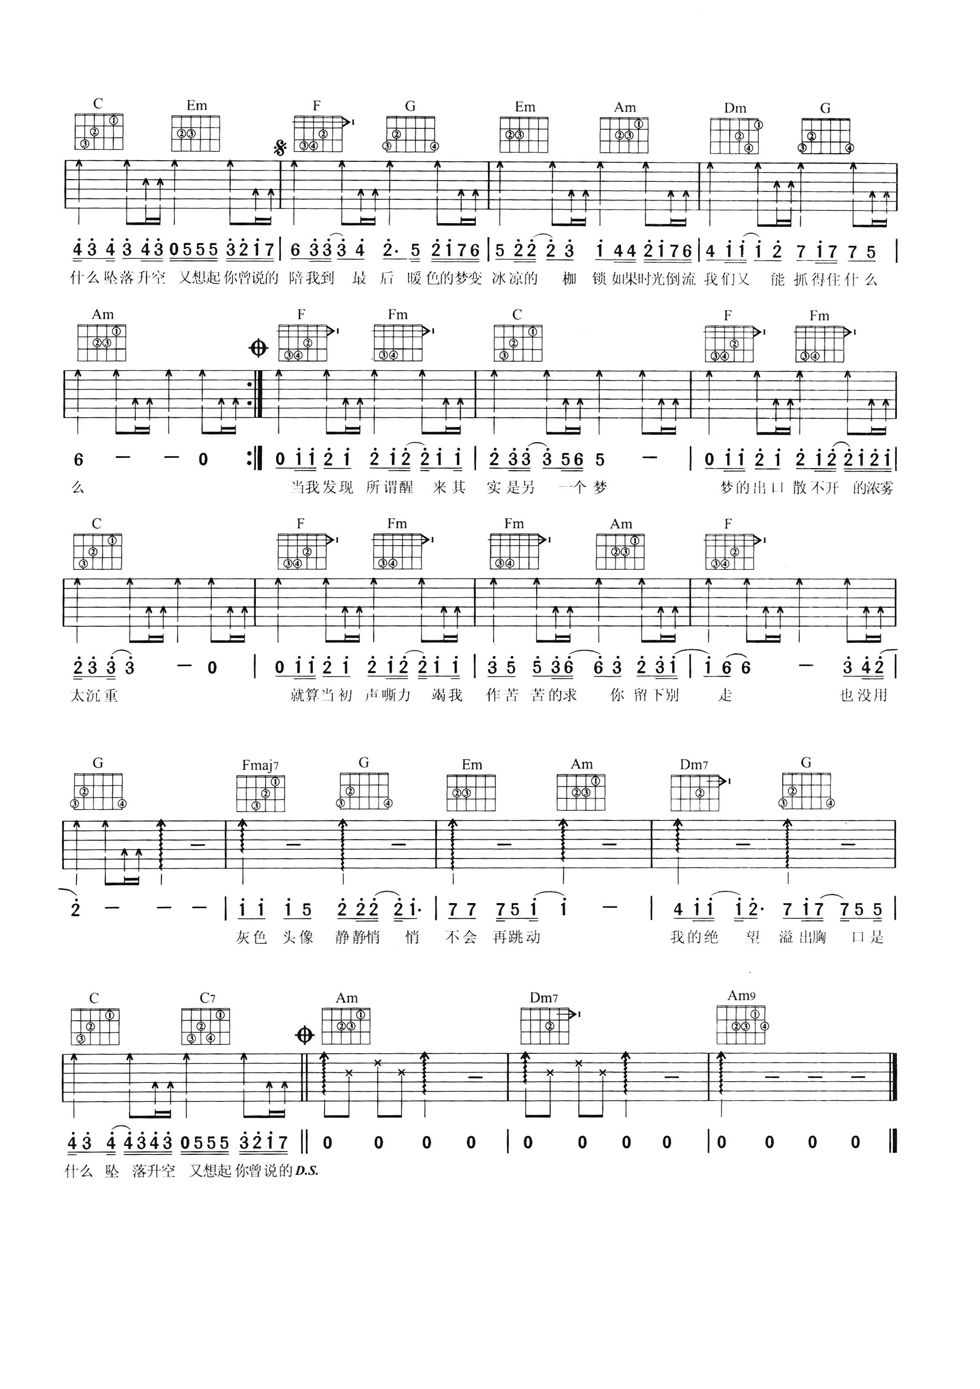 C Em F G Em Am Dm G
4 3 4 3 4 3 0 5 5 5 3 2 1 7 | 6 3 3 3 4 2· 5 2 1 7 6 | 5 2 2 2 3 1 4 4 2 1 7 6 | 4 1 1 1 2 7 1 7 7 5 |
什么坠落升空 又想起你曾说的 陪我到 最 后 暖色的梦变 冰凉的 枷 锁 如果时光倒流 我们又 能 抓得住什么
Am F Fm C F Fm
6 — — 0 :| 0 1 1 2 1 2 1 2 2 1 1 | 2 3 3 3 5 6 5 — | 0 1 1 2 1 2 1 2 2 1 2 1 |
么 当我发现 所谓醒 来其 实是另 一个梦 梦的出口 散不开 的浓雾
C F Fm Fm Am F
2 3 3 3 — 0 | 0 1 1 2 1 2 1 2 2 1 1 | 3 5 5 3 6 6 3 2 3 1 | 1 6 6 — 3 4 2
太沉重 就算当初 声嘶力 竭我 作苦 苦的求 你 留下别 走 也没用
G Fmaj7 G Em Am Dm7 G
2 — — — | 1 1 1 5 2 2 2 2 1· | 7 7 7 5 1 1 — | 4 1 1 1 2· 7 1 7 7 5 5
灰色 头像 静静悄 悄 不会 再跳动 我的绝 望 溢出胸 口是
C C7 Am Dm7 Am9
4 3 4 4 3 4 3 0 5 5 5 3 2 1 7 || 0 0 0 0 | 0 0 0 0 | 0 0 0 0 ||
什么 坠 落升空 又想起你曾说的 D.S.